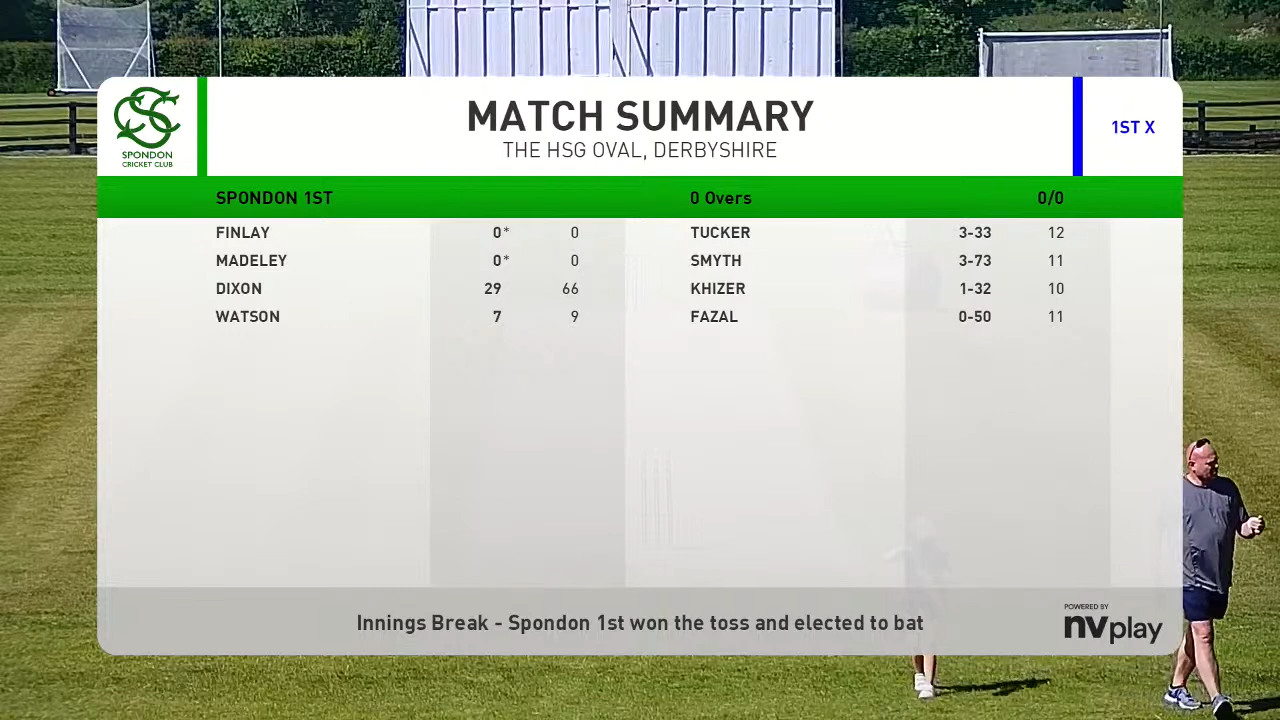 SPONDON
CRICKET CLUB
MATCH SUMMARY
THE HSG OVAL, DERBYSHIRE
1ST X
SPONDON 1ST 0 Overs 0/0
FINLAY 0* 0 TUCKER 3-33 12
MADELEY 0* 0 SMYTH 3-73 11
DIXON 29 66 KHIZER 1-32 10
WATSON 7 9 FAZAL 0-50 11
Innings Break - Spondon 1st won the toss and elected to bat
POWERED BY
nvplay